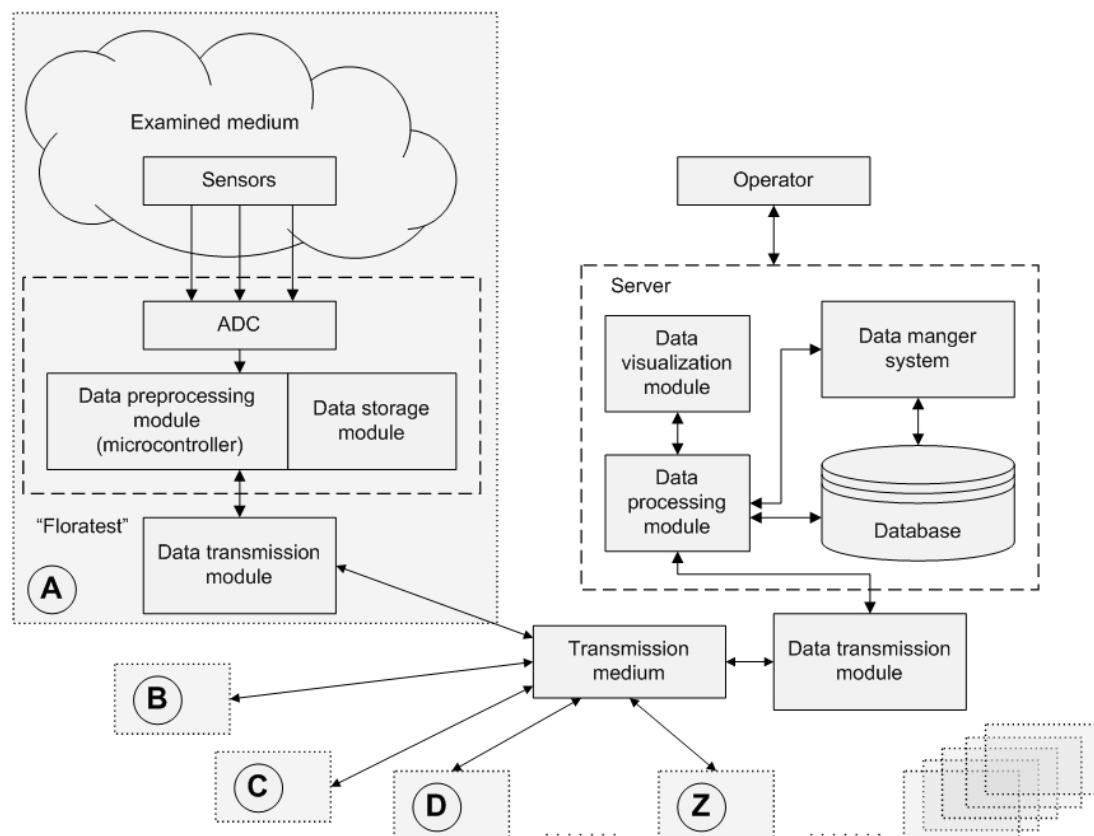 Examined medium
Sensors
ADC
Data preprocessing
module
(microcontroller)
Data storage
module
“Floratest”
Data transmission
module
A
Operator
Server
Data
visualization
module
Data manger
system
Data
processing
module
Database
Transmission
medium
Data transmission
module
B
C
D
Z